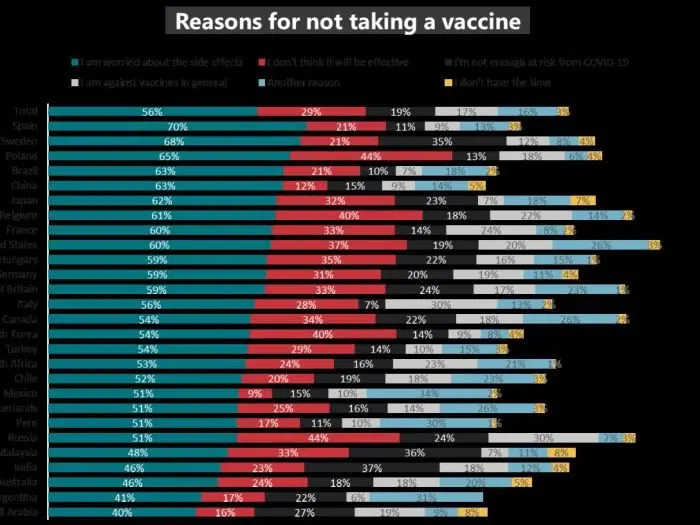 Reasons for not taking a vaccine
I am worried about the side effects I don't think it will be effective I'm not enough at risk from COVID-19
I am against vaccines in general Another reason I don't have the time
Total 56% 29% 19% 17% 16% 3%
Spain 70% 21% 11% 9% 13% 3%
Sweden 68% 21% 35% 12% 8% 4%
Poland 65% 44% 13% 18% 6% 4%
Brazil 63% 21% 10% 7% 18% 2%
China 63% 12% 15% 9% 14% 5%
Japan 62% 32% 23% 7% 18% 7%
Belgium 61% 40% 18% 22% 14% 2%
France 60% 33% 14% 24% 8% 2%
d States 60% 37% 19% 20% 26% 3%
Hungary 59% 35% 22% 16% 15% 1%
ermany 59% 31% 20% 19% 11% 4%
t Britain 59% 33% 24% 17% 23% 1%
Italy 56% 28% 7% 30% 13% 2%
Canada 54% 34% 22% 18% 26% 2%
h Korea 54% 40% 14% 9% 8% 4%
Turkey 54% 29% 14% 10% 15% 3%
h Africa 53% 24% 16% 23% 21% 1%
Chile 52% 20% 19% 18% 23% 3%
Mexico 51% 9% 15% 10% 34% 2%
herlands 51% 25% 16% 14% 26% 3%
Peru 51% 17% 11% 10% 30% 1%
Russia 51% 44% 24% 30% 7% 3%
Malaysia 48% 33% 36% 7% 11% 8%
India 46% 23% 37% 18% 12% 4%
ustralia 46% 24% 18% 18% 20% 5%
rgentina 41% 17% 22% 6% 31%
di Arabia 40% 16% 27% 19% 9% 8%